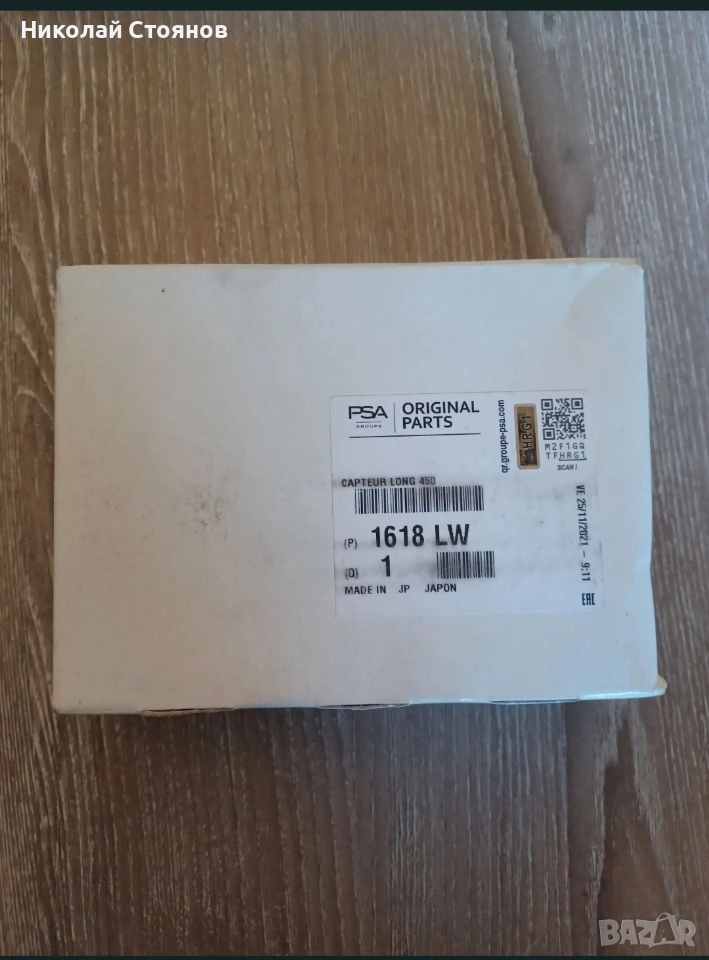 Николай Стоянов
PSA
GROUPE
ORIGINAL
PARTS
qr.groupe-psa.com
HRG1
M2F1GQ
TFHRG1
SCAN !
CAPTEUR LONG 450
(P) 1618 LW
(Q) 1
MADE IN JP JAPON
VE 25/11/2021 - 9:11
EAC
BAZAR